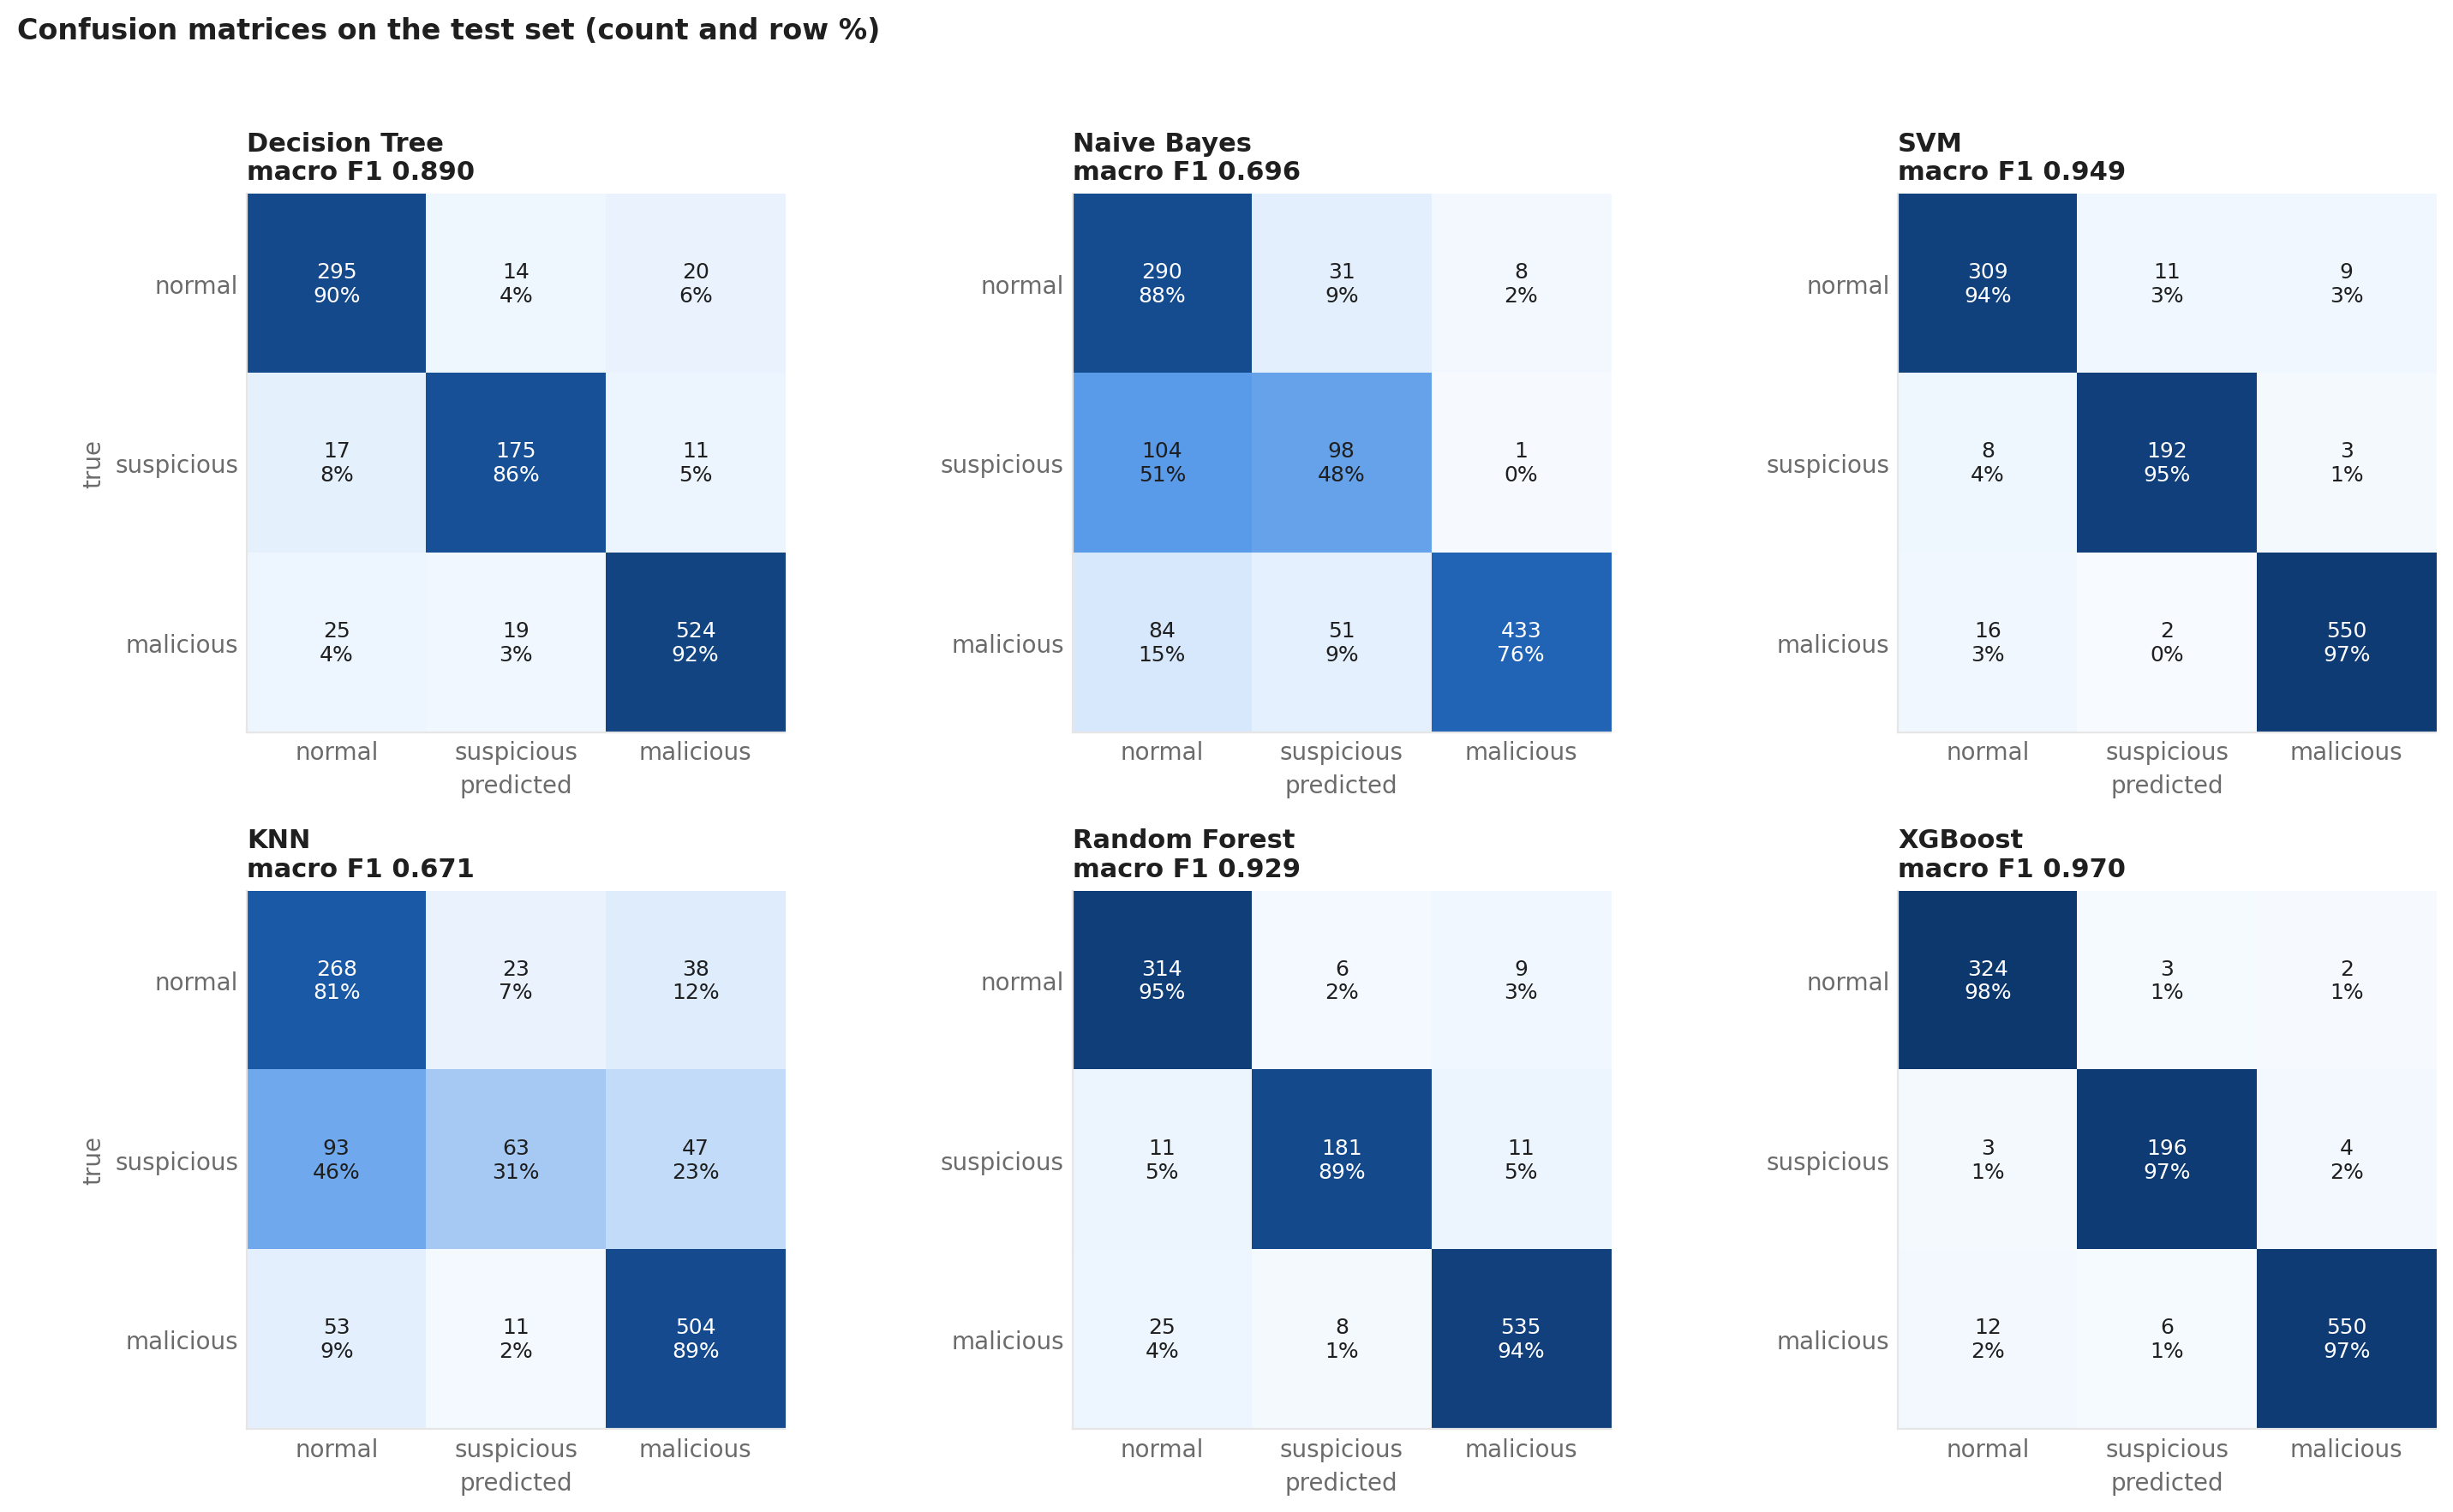 Confusion matrices on the test set (count and row %)
Decision Tree
macro F1 0.890
normal
295
90%
14
4%
20
6%
true
suspicious
17
8%
175
86%
11
5%
malicious
25
4%
19
3%
524
92%
normal
suspicious
malicious
predicted
Naive Bayes
macro F1 0.696
normal
290
88%
31
9%
8
2%
suspicious
104
51%
98
48%
1
0%
malicious
84
15%
51
9%
433
76%
normal
suspicious
malicious
predicted
SVM
macro F1 0.949
normal
309
94%
11
3%
9
3%
suspicious
8
4%
192
95%
3
1%
malicious
16
3%
2
0%
550
97%
normal
suspicious
malicious
predicted
KNN
macro F1 0.671
normal
268
81%
23
7%
38
12%
true
suspicious
93
46%
63
31%
47
23%
malicious
53
9%
11
2%
504
89%
normal
suspicious
malicious
predicted
Random Forest
macro F1 0.929
normal
314
95%
6
2%
9
3%
suspicious
11
5%
181
89%
11
5%
malicious
25
4%
8
1%
535
94%
normal
suspicious
malicious
predicted
XGBoost
macro F1 0.970
normal
324
98%
3
1%
2
1%
suspicious
3
1%
196
97%
4
2%
malicious
12
2%
6
1%
550
97%
normal
suspicious
malicious
predicted